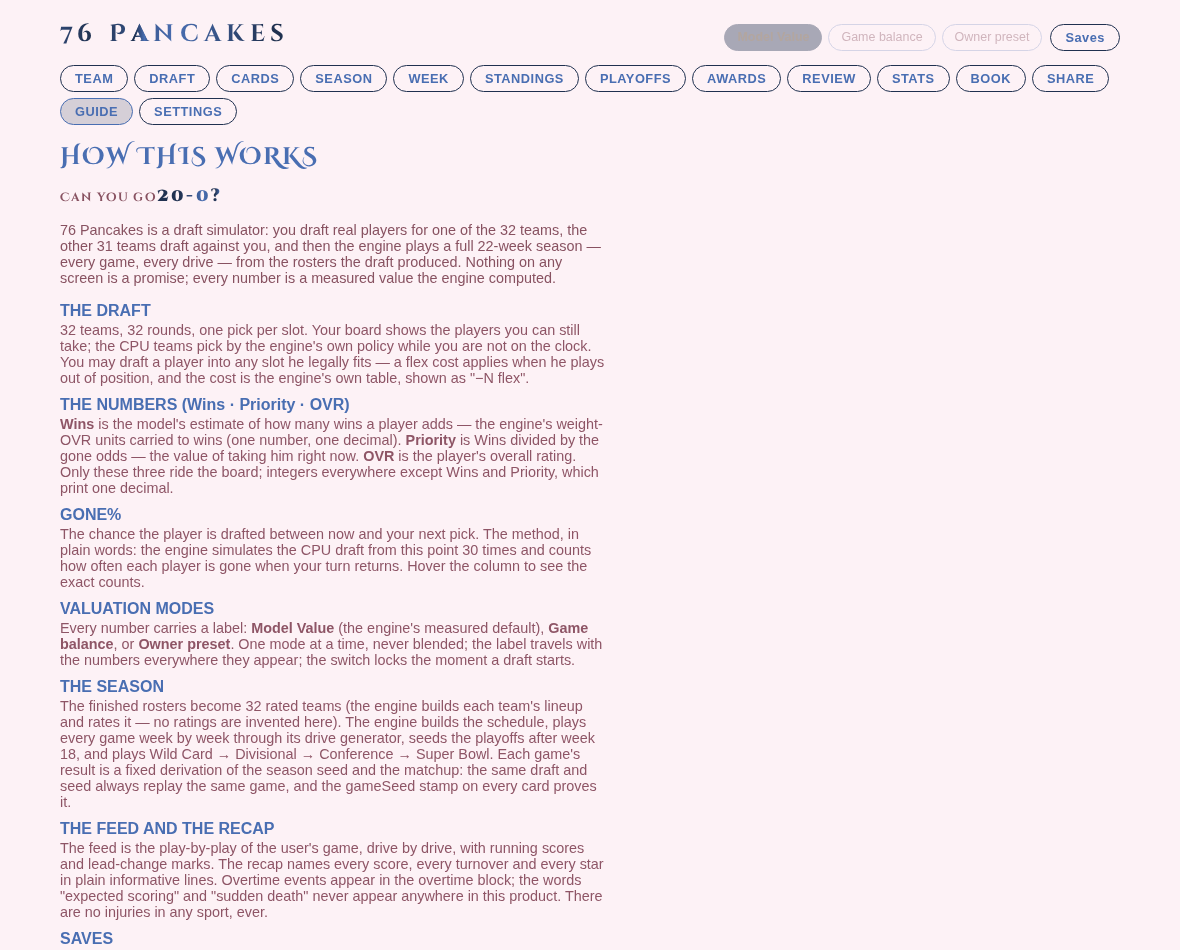 76 PANCAKES
Game balance
Owner preset
Saves
TEAM
DRAFT
CARDS
SEASON
WEEK
STANDINGS
PLAYOFFS
AWARDS
REVIEW
STATS
BOOK
SHARE
GUIDE
SETTINGS
HOW THIS WORKS
CAN YOU GO 20-0?
76 Pancakes is a draft simulator: you draft real players for one of the 32 teams, the
other 31 teams draft against you, and then the engine plays a full 22-week season —
every game, every drive — from the rosters the draft produced. Nothing on any
screen is a promise; every number is a measured value the engine computed.
THE DRAFT
32 teams, 32 rounds, one pick per slot. Your board shows the players you can still
take; the CPU teams pick by the engine's own policy while you are not on the clock.
You may draft a player into any slot he legally fits — a flex cost applies when he plays
out of position, and the cost is the engine's own table, shown as "−N flex".
THE NUMBERS (Wins · Priority · OVR)
Wins is the model's estimate of how many wins a player adds — the engine's weight-
OVR units carried to wins (one number, one decimal). Priority is Wins divided by the
gone odds — the value of taking him right now. OVR is the player's overall rating.
Only these three ride the board; integers everywhere except Wins and Priority, which
print one decimal.
GONE%
The chance the player is drafted between now and your next pick. The method, in
plain words: the engine simulates the CPU draft from this point 30 times and counts
how often each player is gone when your turn returns. Hover the column to see the
exact counts.
VALUATION MODES
Every number carries a label: Model Value (the engine's measured default), Game
balance, or Owner preset. One mode at a time, never blended; the label travels with
the numbers everywhere they appear; the switch locks the moment a draft starts.
THE SEASON
The finished rosters become 32 rated teams (the engine builds each team's lineup
and rates it — no ratings are invented here). The engine builds the schedule, plays
every game week by week through its drive generator, seeds the playoffs after week
18, and plays Wild Card → Divisional → Conference → Super Bowl. Each game's
result is a fixed derivation of the season seed and the matchup: the same draft and
seed always replay the same game, and the gameSeed stamp on every card proves
it.
THE FEED AND THE RECAP
The feed is the play-by-play of the user's game, drive by drive, with running scores
and lead-change marks. The recap names every score, every turnover and every star
in plain informative lines. Overtime events appear in the overtime block; the words
"expected scoring" and "sudden death" never appear anywhere in this product. There
are no injuries in any sport, ever.
SAVES